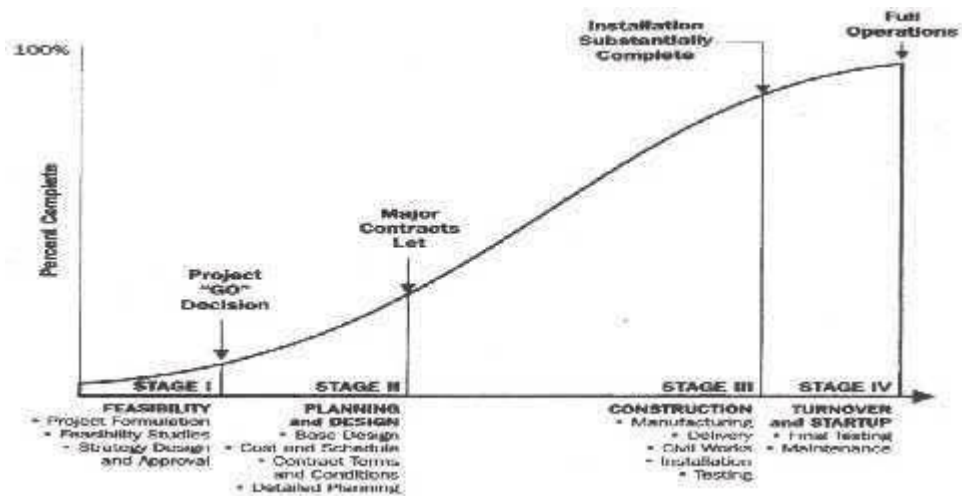 100%
Percent Complete
Project
"GO"
Decision
Major
Contracts
Let
Installation
Substantially
Complete
Full
Operations
STAGE I
STAGE II
STAGE III
STAGE IV
FEASIBILITY
• Project Formulation
• Feasibility Studies
• Strategy Design
and Approval
PLANNING
and DESIGN
• Base Design
• Cost and Schedule
• Contract Terms
and Conditions
• Detailed Planning
CONSTRUCTION
• Manufacturing
• Delivery
• Civil Works
• Installation
• Testing
TURNOVER
and STARTUP
• Final Testing
• Maintenance